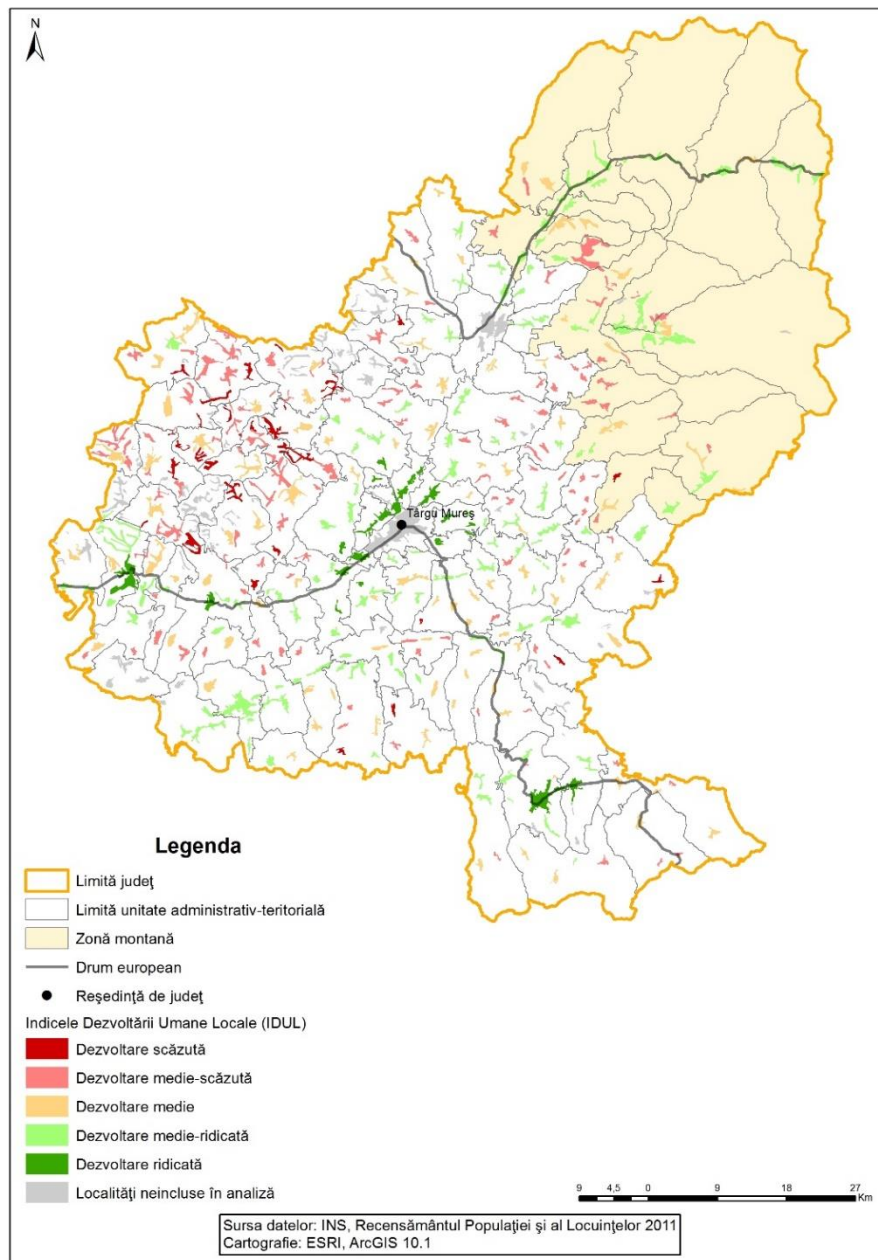 N
Târgu Mureş
Legenda
Limită judeţ
Limită unitate administrativ-teritorială
Zonă montană
Drum european
Reşedinţă de judeţ
Indicele Dezvoltării Umane Locale (IDUL)
Dezvoltare scăzută
Dezvoltare medie-scăzută
Dezvoltare medie
Dezvoltare medie-ridicată
Dezvoltare ridicată
Localităţi neincluse în analiză
9 4,5 0 9 18 27
Km
Sursa datelor: INS, Recensământul Populaţiei şi al Locuinţelor 2011
Cartografie: ESRI, ArcGIS 10.1